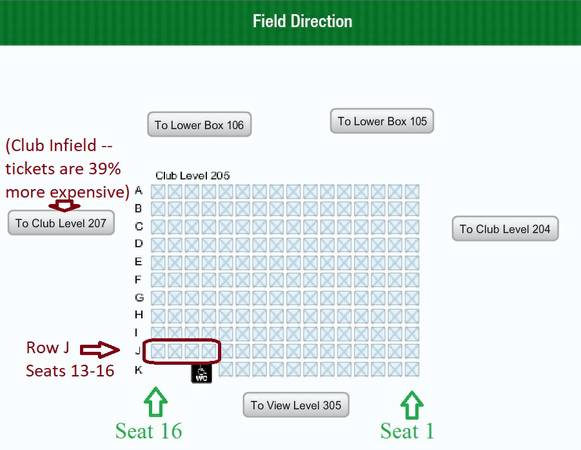 Field Direction
To Lower Box 106
To Lower Box 105
(Club Infield --
tickets are 39%
more expensive)
Club Level 205
To Club Level 207
To Club Level 204
A
B
C
D
E
F
G
H
I
J
K
Row J
Seats 13-16
WC
To View Level 305
Seat 16
Seat 1